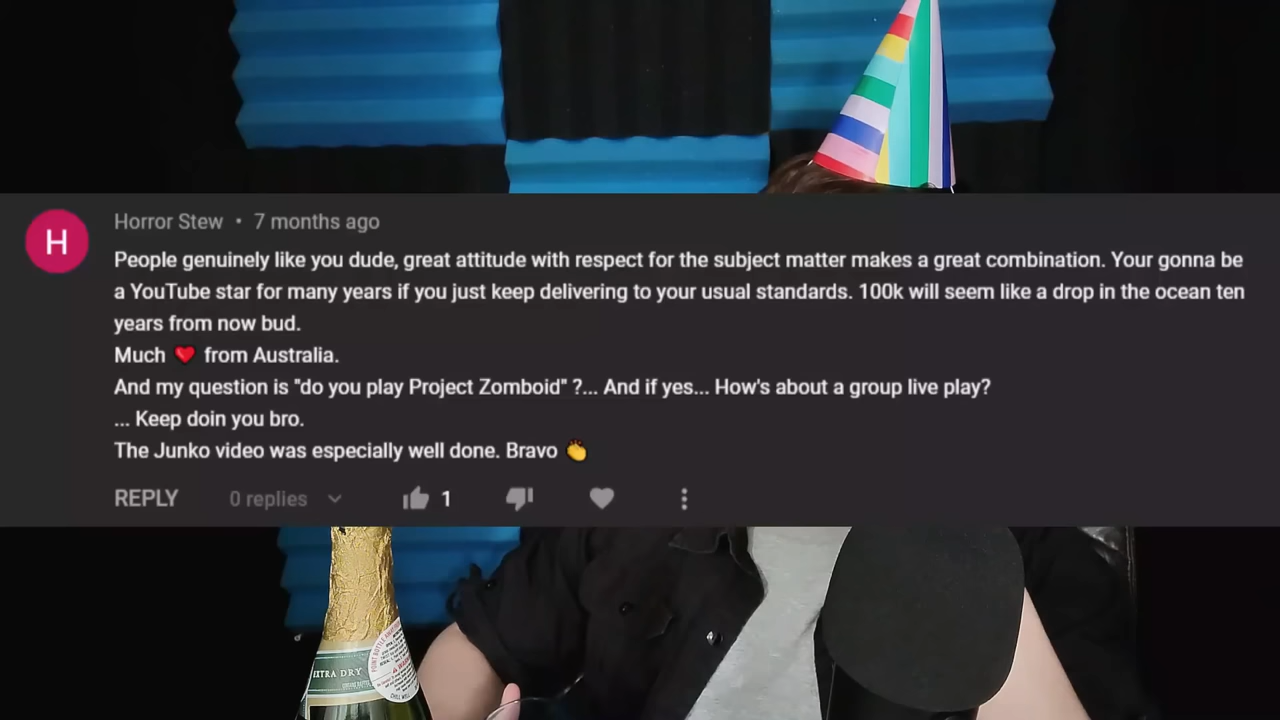 H
Horror Stew • 7 months ago
People genuinely like you dude, great attitude with respect for the subject matter makes a great combination. Your gonna be
a YouTube star for many years if you just keep delivering to your usual standards. 100k will seem like a drop in the ocean ten
years from now bud.
Much ❤️ from Australia.
And my question is "do you play Project Zomboid" ?... And if yes... How's about a group live play?
... Keep doin you bro.
The Junko video was especially well done. Bravo 👏
REPLY 0 replies 1
EXTRA DRY